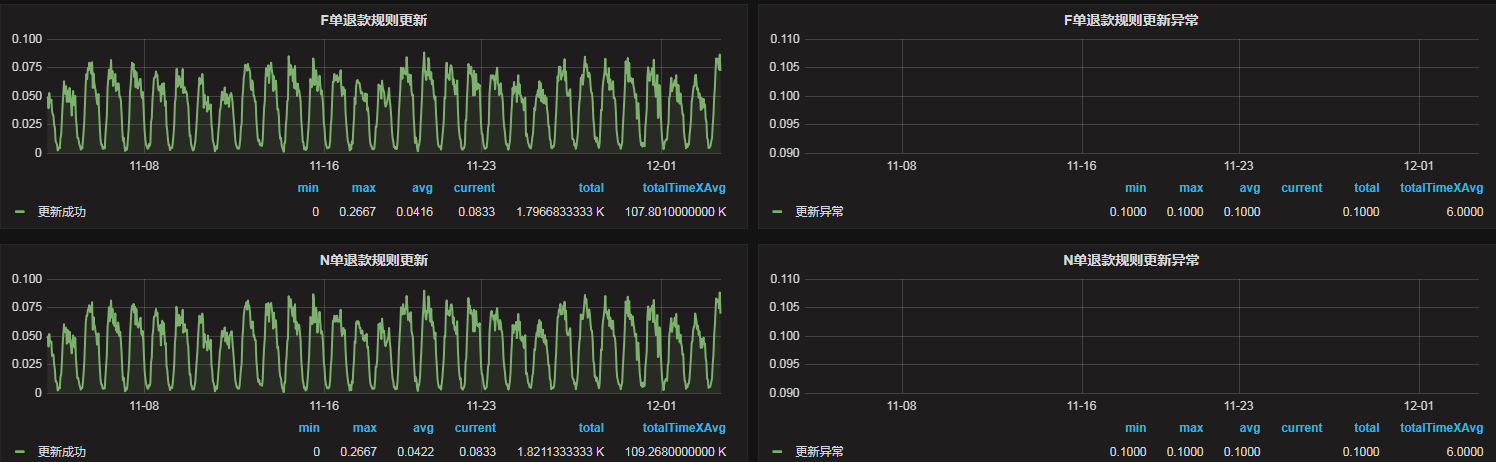 F单退款规则更新
0.100
0.075
0.050
0.025
0
11-08 11-16 11-23 12-01
min max avg current total totalTimeXAvg
更新成功 0 0.2667 0.0416 0.0833 1.7966833333 K 107.8010000000 K
F单退款规则更新异常
0.110
0.105
0.100
0.095
0.090
11-08 11-16 11-23 12-01
min max avg current total totalTimeXAvg
更新异常 0.1000 0.1000 0.1000 0.1000 6.0000
N单退款规则更新
0.100
0.075
0.050
0.025
0
11-08 11-16 11-23 12-01
min max avg current total totalTimeXAvg
更新成功 0 0.2667 0.0422 0.0833 1.8211333333 K 109.2680000000 K
N单退款规则更新异常
0.110
0.105
0.100
0.095
0.090
11-08 11-16 11-23 12-01
min max avg current total totalTimeXAvg
更新异常 0.1000 0.1000 0.1000 0.1000 6.0000